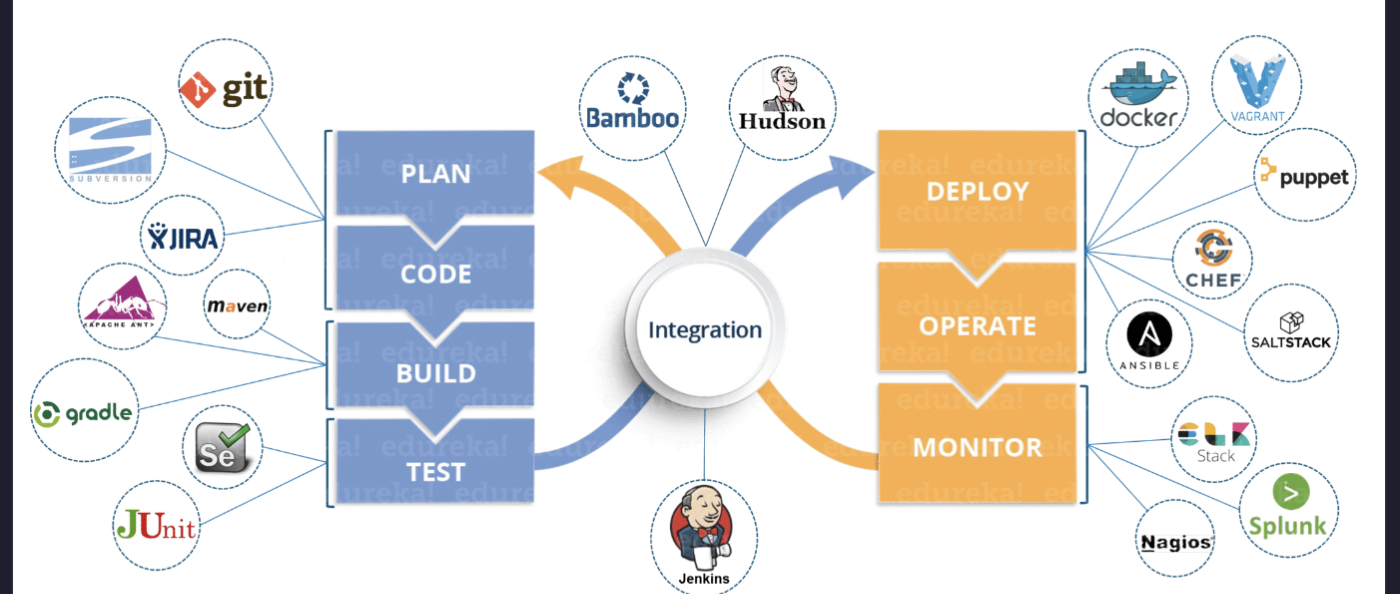 git
SUBVERSION
JIRA
<APACHE ANT>
maven
gradle
Se
JUnit
PLAN
CODE
BUILD
TEST
edureka!
Bamboo
Hudson
Integration
Jenkins
DEPLOY
OPERATE
MONITOR
docker
VAGRANT
puppet
CHEF
ANSIBLE
SALTSTACK
ELK
Stack
Splunk
Nagios